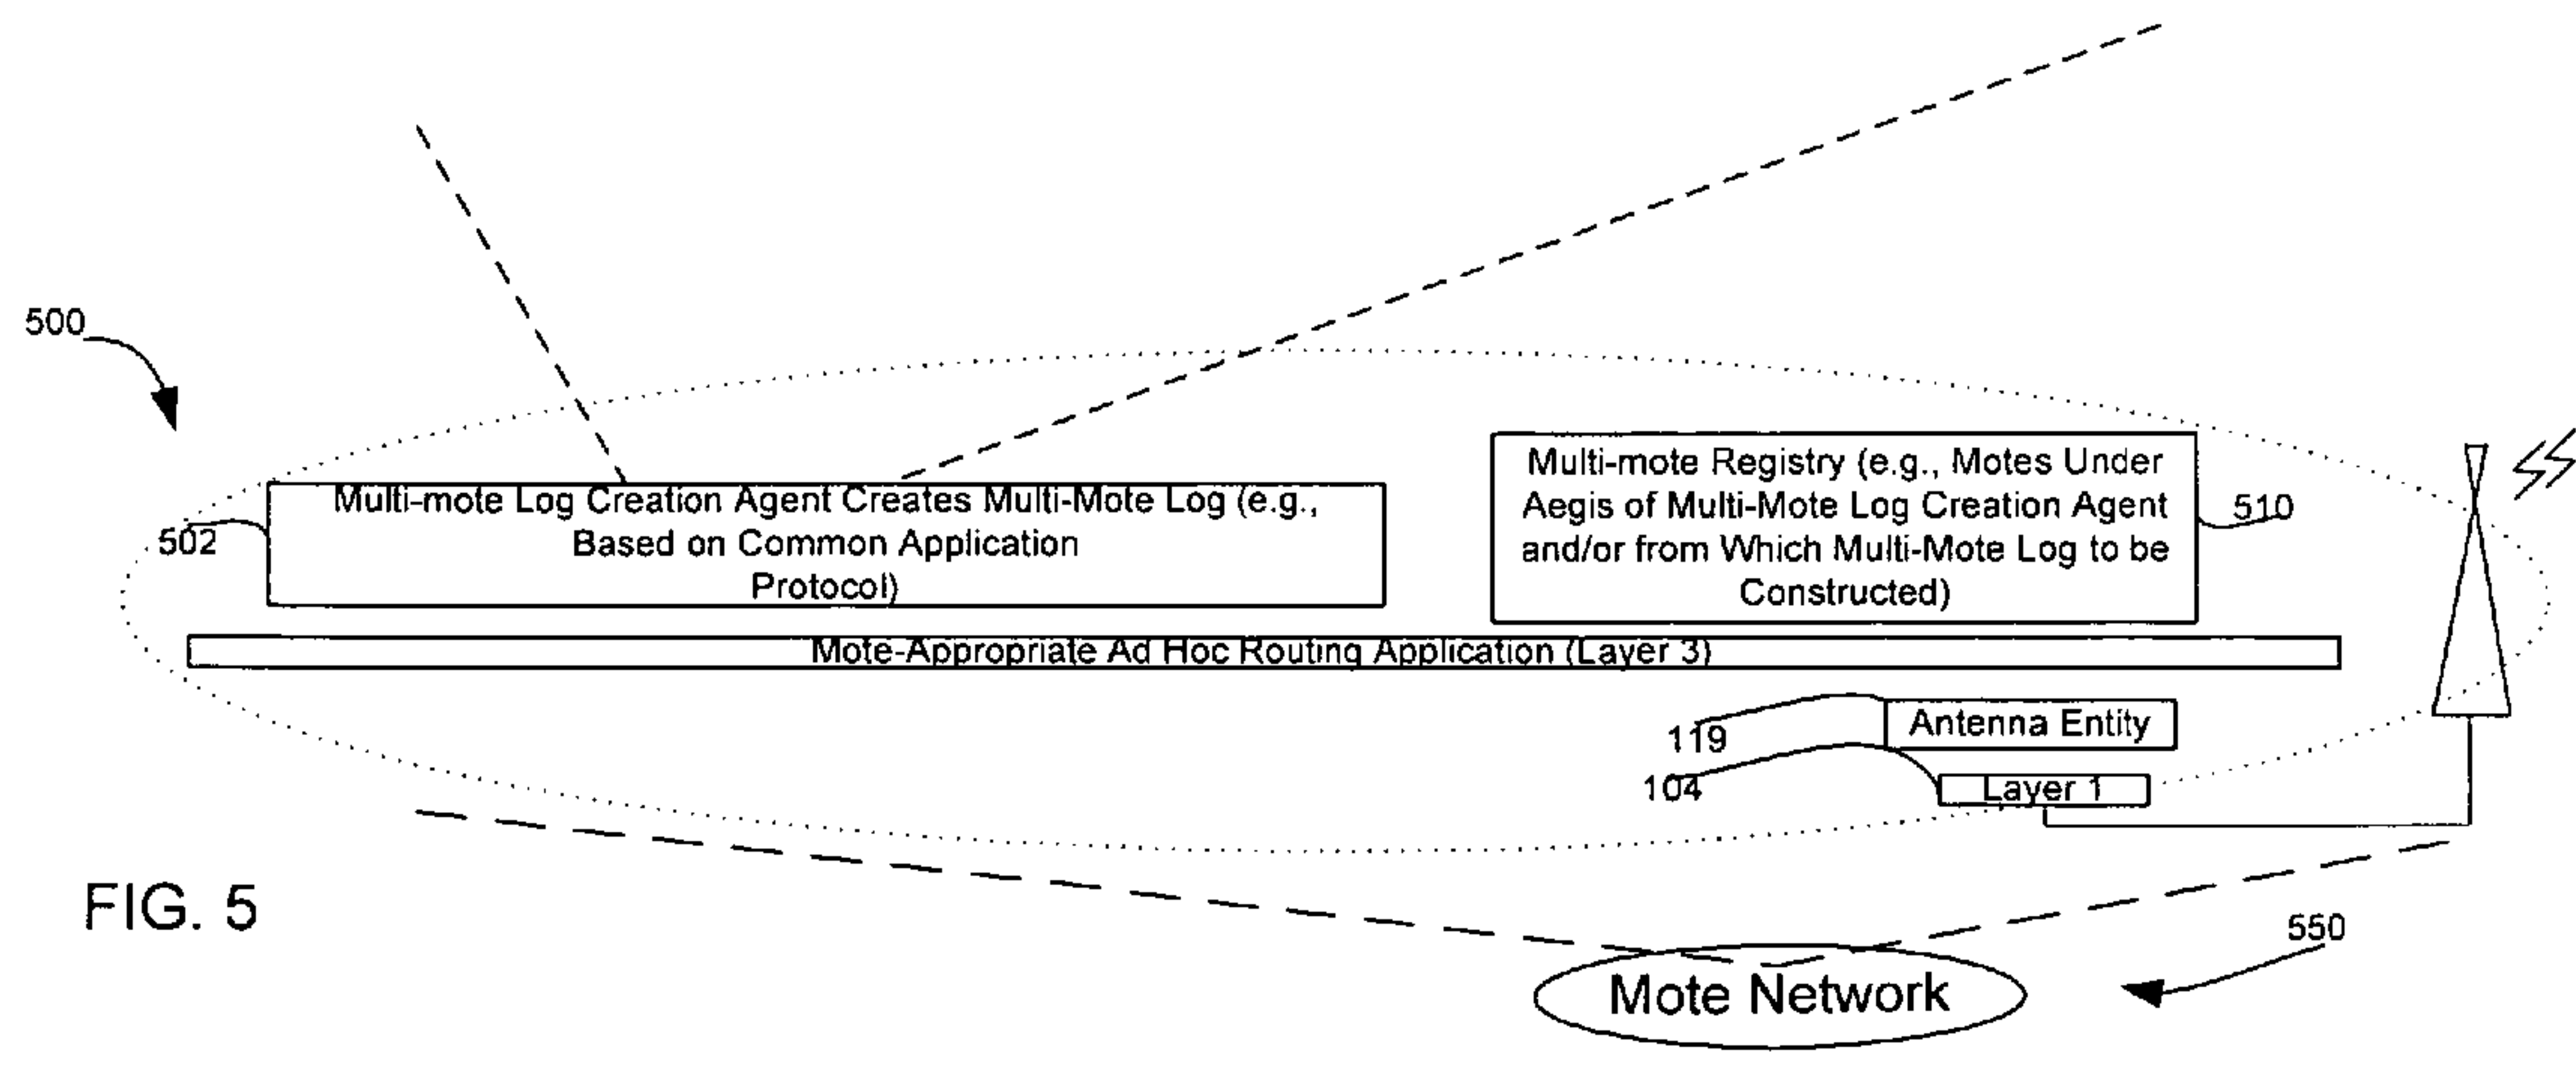 500
Multi-mote Log Creation Agent Creates Multi-Mote Log (e.g.,
Based on Common Application
Protocol)
502
Multi-mote Registry (e.g., Motes Under
Aegis of Multi-Mote Log Creation Agent
and/or from Which Multi-Mote Log to be
Constructed)
510
Mote-Appropriate Ad Hoc Routing Application (Layer 3)
119
Antenna Entity
104
Layer 1
FIG. 5
550
Mote Network